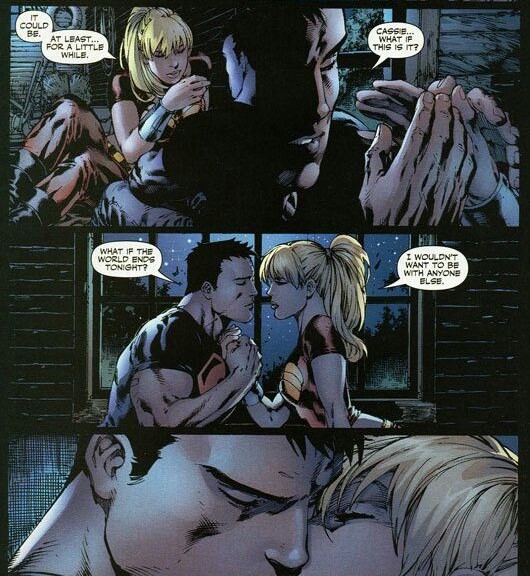 IT
COULD
BE.
AT LEAST...
FOR A LITTLE
WHILE.
CASSIE...
WHAT IF
THIS IS IT?
WHAT IF THE
WORLD ENDS
TONIGHT?
I WOULDN'T
WANT TO BE
WITH ANYONE
ELSE.